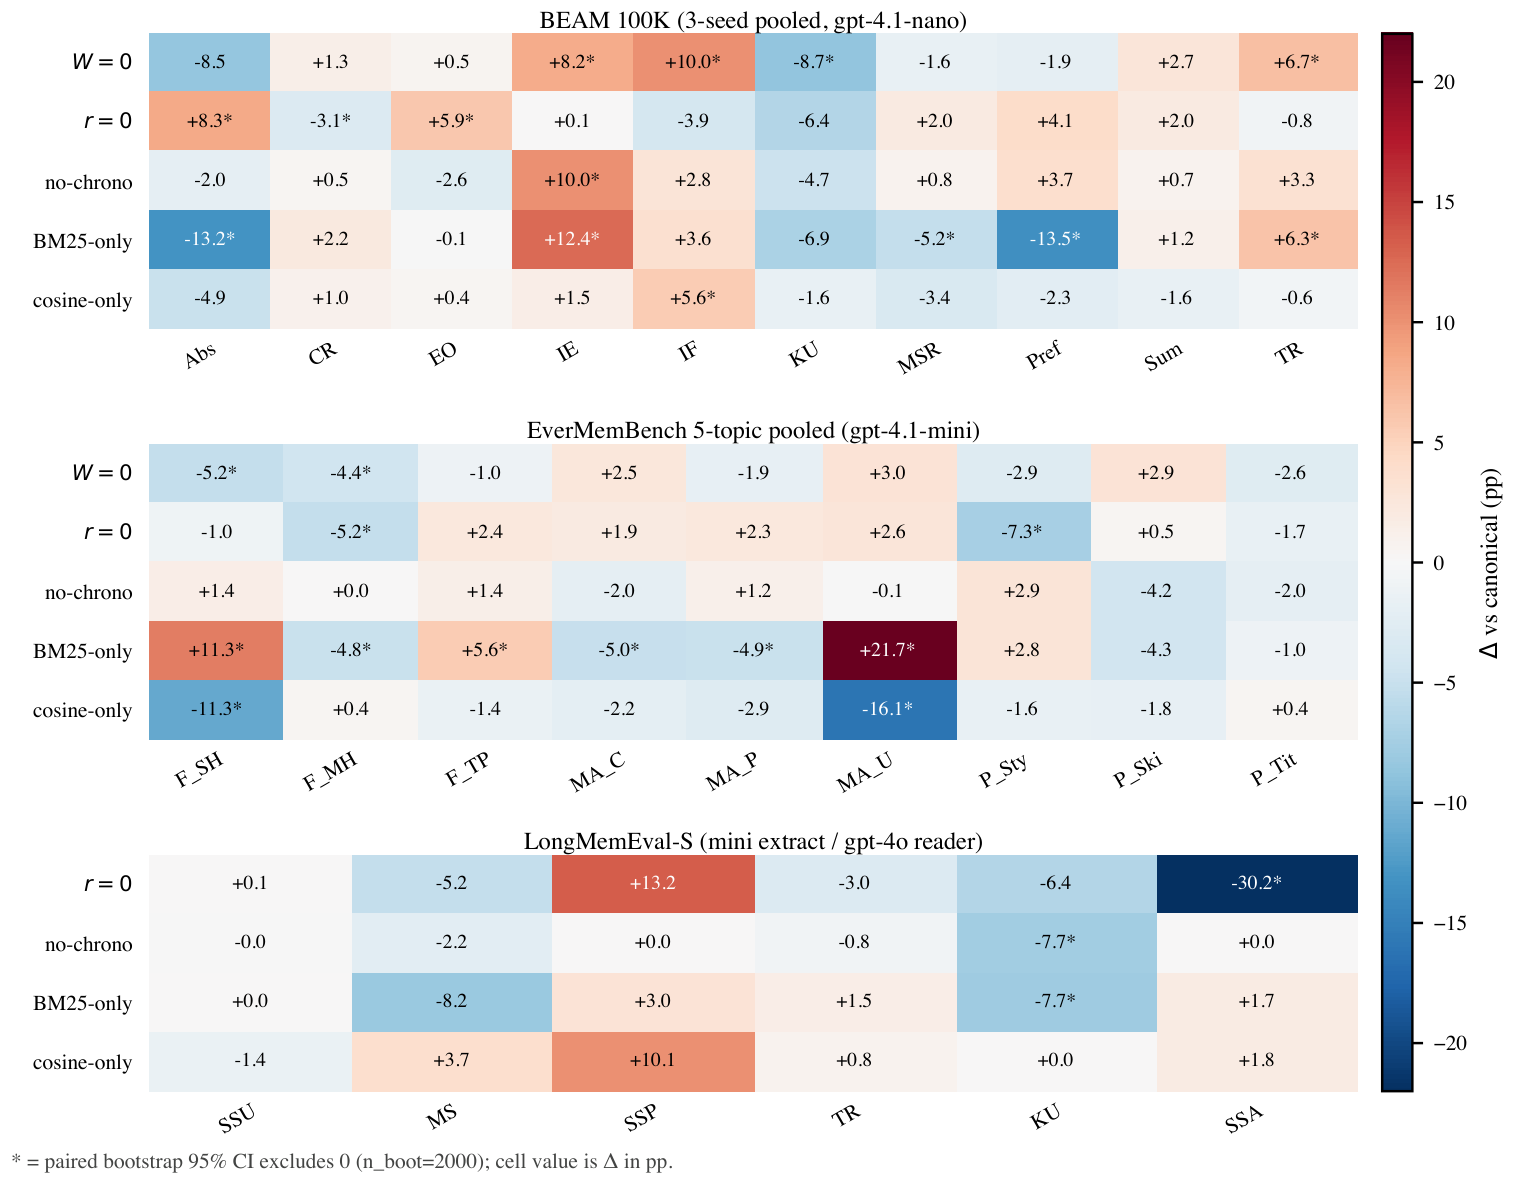 BEAM 100K (3-seed pooled, gpt-4.1-nano)
W = 0 -8.5 +1.3 +0.5 +8.2* +10.0* -8.7* -1.6 -1.9 +2.7 +6.7*
r = 0 +8.3* -3.1* +5.9* +0.1 -3.9 -6.4 +2.0 +4.1 +2.0 -0.8
no-chrono -2.0 +0.5 -2.6 +10.0* +2.8 -4.7 +0.8 +3.7 +0.7 +3.3
BM25-only -13.2* +2.2 -0.1 +12.4* +3.6 -6.9 -5.2* -13.5* +1.2 +6.3*
cosine-only -4.9 +1.0 +0.4 +1.5 +5.6* -1.6 -3.4 -2.3 -1.6 -0.6
Abs CR EO IE IF KU MSR Pref Sum TR
EverMemBench 5-topic pooled (gpt-4.1-mini)
W = 0 -5.2* -4.4* -1.0 +2.5 -1.9 +3.0 -2.9 +2.9 -2.6
r = 0 -1.0 -5.2* +2.4 +1.9 +2.3 +2.6 -7.3* +0.5 -1.7
no-chrono +1.4 +0.0 +1.4 -2.0 +1.2 -0.1 +2.9 -4.2 -2.0
BM25-only +11.3* -4.8* +5.6* -5.0* -4.9* +21.7* +2.8 -4.3 -1.0
cosine-only -11.3* +0.4 -1.4 -2.2 -2.9 -16.1* -1.6 -1.8 +0.4
F_SH F_MH F_TP MA_C MA_P MA_U P_Sty P_Ski P_Tit
LongMemEval-S (mini extract / gpt-4o reader)
r = 0 +0.1 -5.2 +13.2 -3.0 -6.4 -30.2*
no-chrono -0.0 -2.2 +0.0 -0.8 -7.7* +0.0
BM25-only +0.0 -8.2 +3.0 +1.5 -7.7* +1.7
cosine-only -1.4 +3.7 +10.1 +0.8 +0.0 +1.8
SSU MS SSP TR KU SSA
* = paired bootstrap 95% CI excludes 0 (n_boot=2000); cell value is Δ in pp.
20
15
10
5
0
−5
−10
−15
−20
Δ vs canonical (pp)